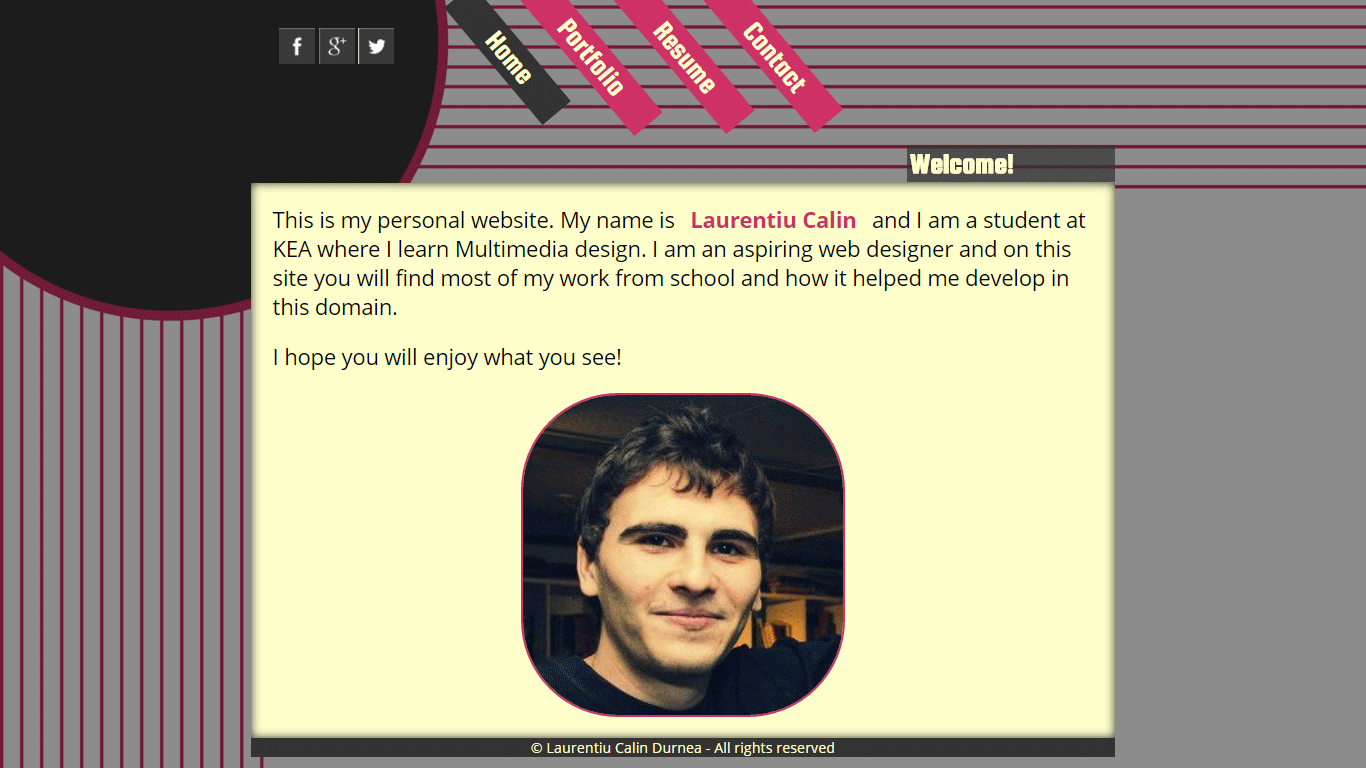 f g+
Home
Portfolio
Resume
Contact
Welcome!
This is my personal website. My name is Laurentiu Calin and I am a student at
KEA where I learn Multimedia design. I am an aspiring web designer and on this
site you will find most of my work from school and how it helped me develop in
this domain.
I hope you will enjoy what you see!
© Laurentiu Calin Durnea - All rights reserved